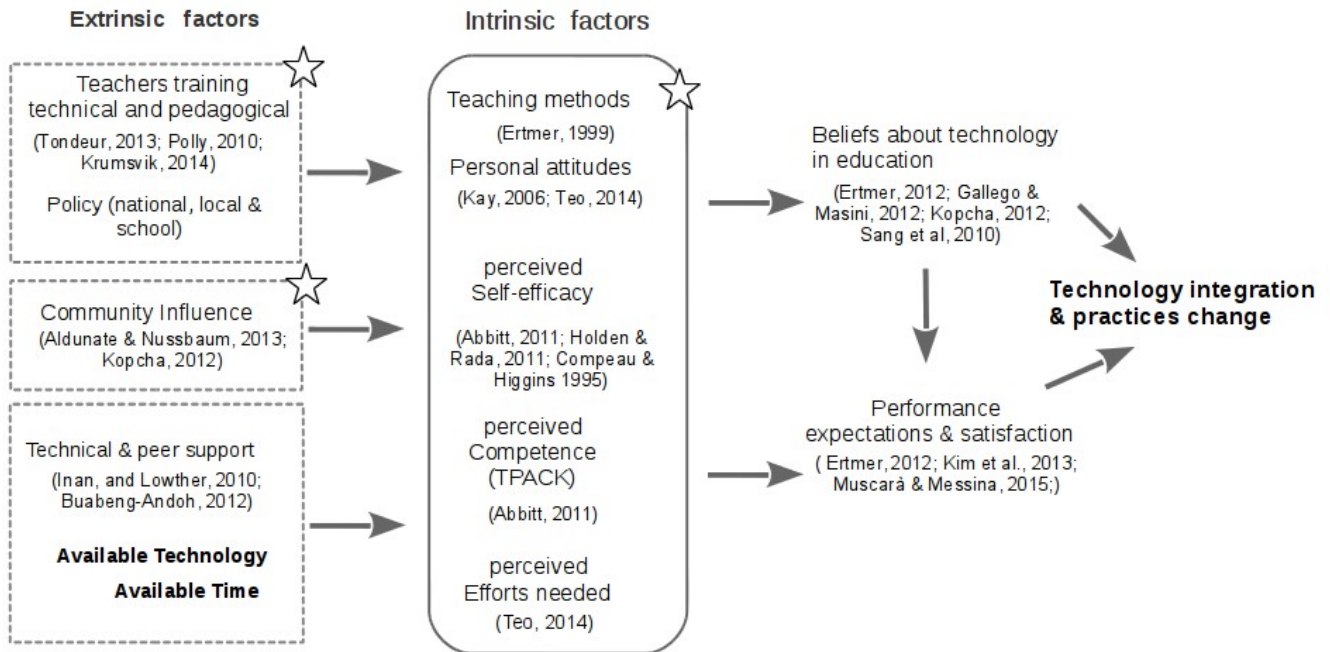 Extrinsic factors
Teachers training
technical and pedagogical
(Tondeur, 2013; Polly, 2010;
Krumsvik, 2014)
Policy (national, local &
school)
Community Influence
(Aldunate & Nussbaum, 2013;
Kopcha, 2012)
Technical & peer support
(Inan, and Lowther, 2010;
Buabeng-Andoh, 2012)
Available Technology
Available Time
Intrinsic factors
Teaching methods
(Ertmer, 1999)
Personal attitudes
(Kay, 2006; Teo, 2014)
perceived
Self-efficacy
(Abbitt, 2011; Holden &
Rada, 2011; Compeau &
Higgins 1995)
perceived
Competence
(TPACK)
(Abbitt, 2011)
perceived
Efforts needed
(Teo, 2014)
Beliefs about technology
in education
(Ertmer, 2012; Gallego &
Masini, 2012; Kopcha, 2012;
Sang et al, 2010)
Performance
expectations & satisfaction
( Ertmer, 2012; Kim et al., 2013;
Muscarà & Messina, 2015;)
Technology integration
& practices change